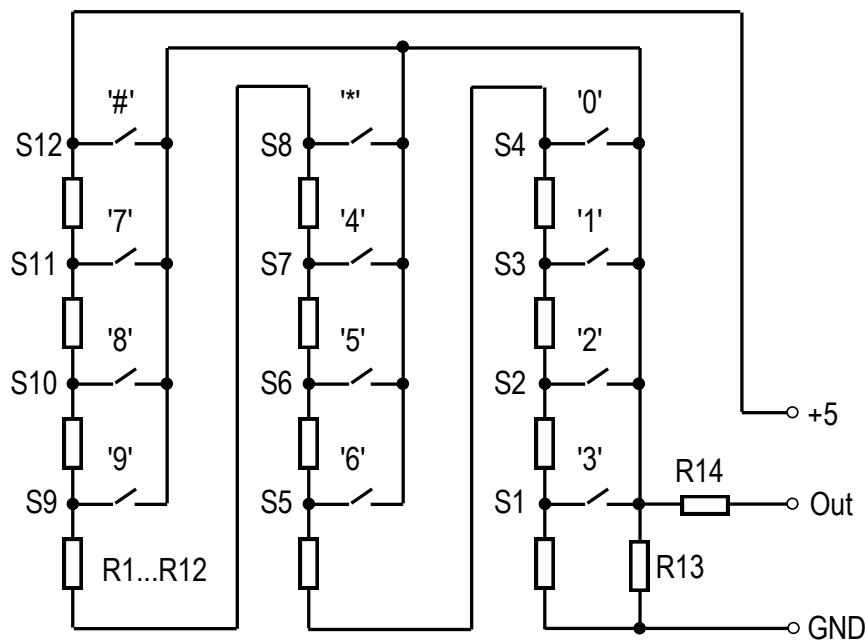 '#' '*' '0'
S12 S8 S4
'7' '4' '1'
S11 S7 S3
'8' '5' '2'
S10 S6 S2
+5
'9' '6' '3'
R14
S9 S5 S1
Out
R1...R12
R13
GND